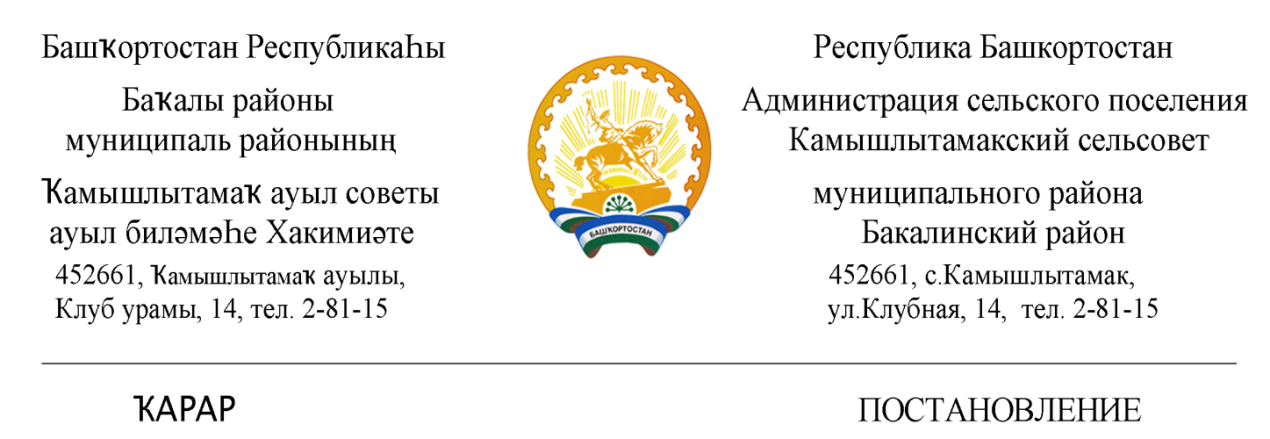 Башҡортостан Республикаһы
Баҡалы районы
муниципаль районының
Ҡамышлытамаҡ ауыл советы
ауыл биләмәһе Хакимиәте
452661, Ҡамышлытамаҡ ауылы,
Клуб урамы, 14, тел. 2-81-15
БАШКОРТОСТАН
Республика Башкортостан
Администрация сельского поселения
Камышлытамакский сельсовет
муниципального района
Бакалинский район
452661, с.Камышлытамак,
ул.Клубная, 14, тел. 2-81-15
ҠАРАР
ПОСТАНОВЛЕНИЕ